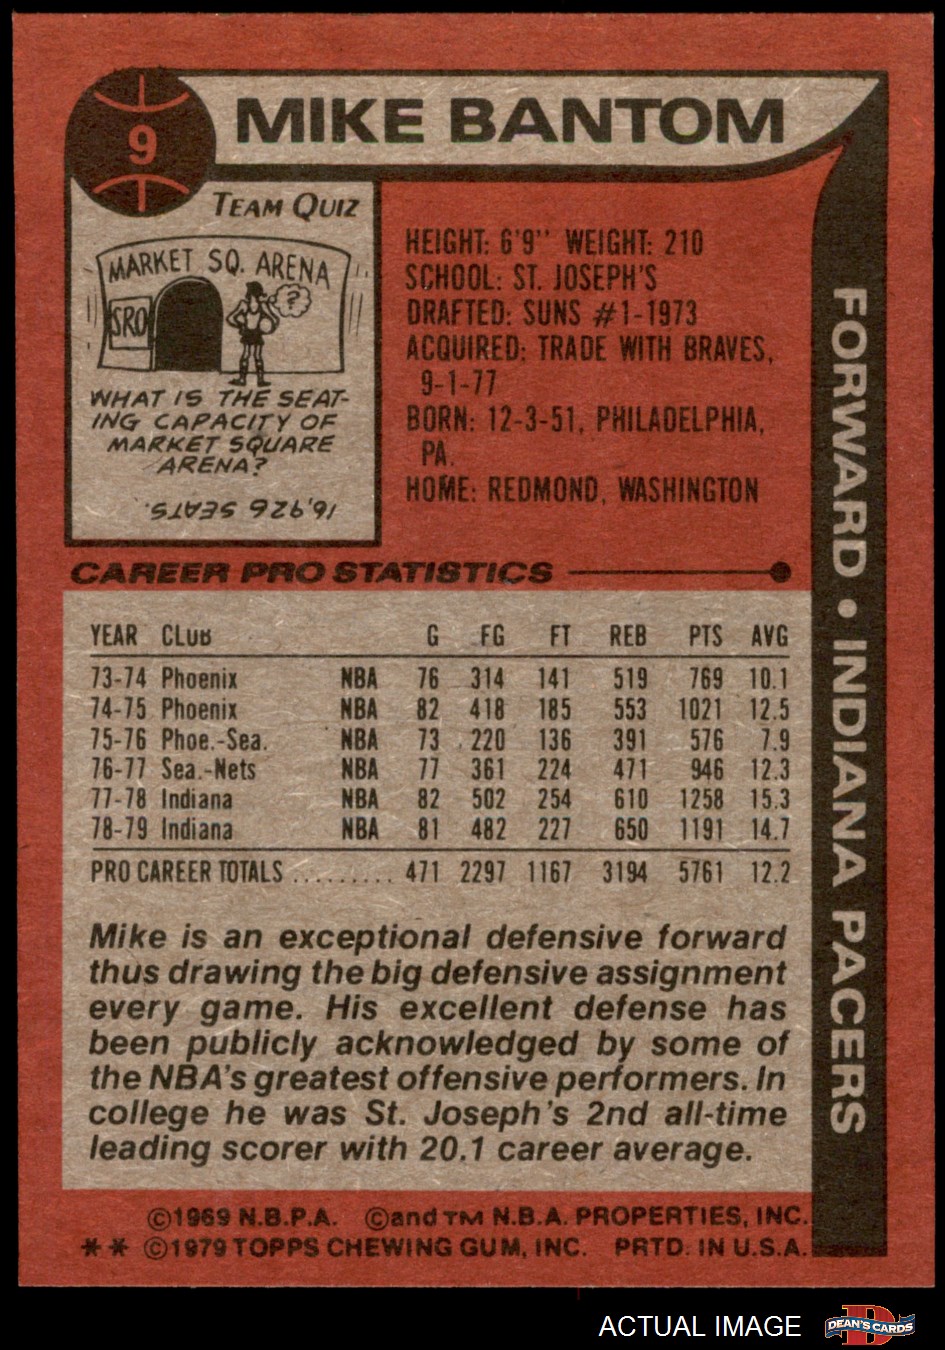 9
MIKE BANTOM
TEAM QUIZ
MARKET SQ. ARENA
SRO
?
WHAT IS THE SEAT-
ING CAPACITY OF
MARKET SQUARE
ARENA?
16,926 SEATS.
HEIGHT: 6'9" WEIGHT: 210
SCHOOL: ST. JOSEPH'S
DRAFTED: SUNS #1-1973
ACQUIRED: TRADE WITH BRAVES,
9-1-77
BORN: 12-3-51, PHILADELPHIA,
PA.
HOME: REDMOND, WASHINGTON
FORWARD • INDIANA PACERS
CAREER PRO STATISTICS
YEAR CLUB G FG FT REB PTS AVG
73-74 Phoenix NBA 76 314 141 519 769 10.1
74-75 Phoenix NBA 82 418 185 553 1021 12.5
75-76 Phoe.-Sea. NBA 73 220 136 391 576 7.9
76-77 Sea.-Nets NBA 77 361 224 471 946 12.3
77-78 Indiana NBA 82 502 254 610 1258 15.3
78-79 Indiana NBA 81 482 227 650 1191 14.7
PRO CAREER TOTALS .......... 471 2297 1167 3194 5761 12.2
Mike is an exceptional defensive forward
thus drawing the big defensive assignment
every game. His excellent defense has
been publicly acknowledged by some of
the NBA's greatest offensive performers. In
college he was St. Joseph's 2nd all-time
leading scorer with 20.1 career average.
©1969 N.B.P.A. ©and TM N.B.A. PROPERTIES, INC.
** ©1979 TOPPS CHEWING GUM, INC. PRTD. IN U.S.A.
ACTUAL IMAGE
D
DEAN'S CARDS